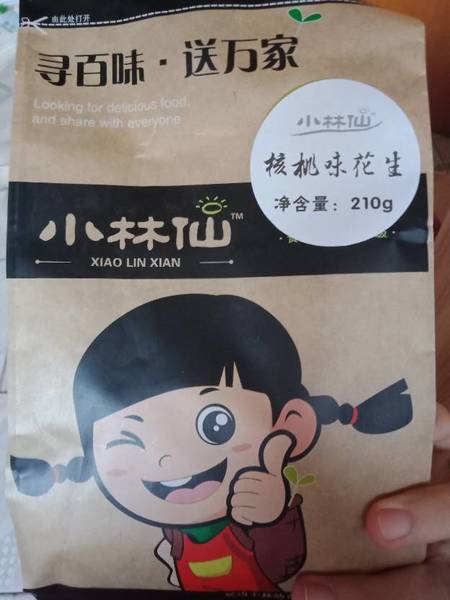 由此处打开
寻百味·送万家
Looking for delicious food,
and share with everyone
小林仙
核桃味花生
净含量：210g
小林仙™
XIAO LIN XIAN